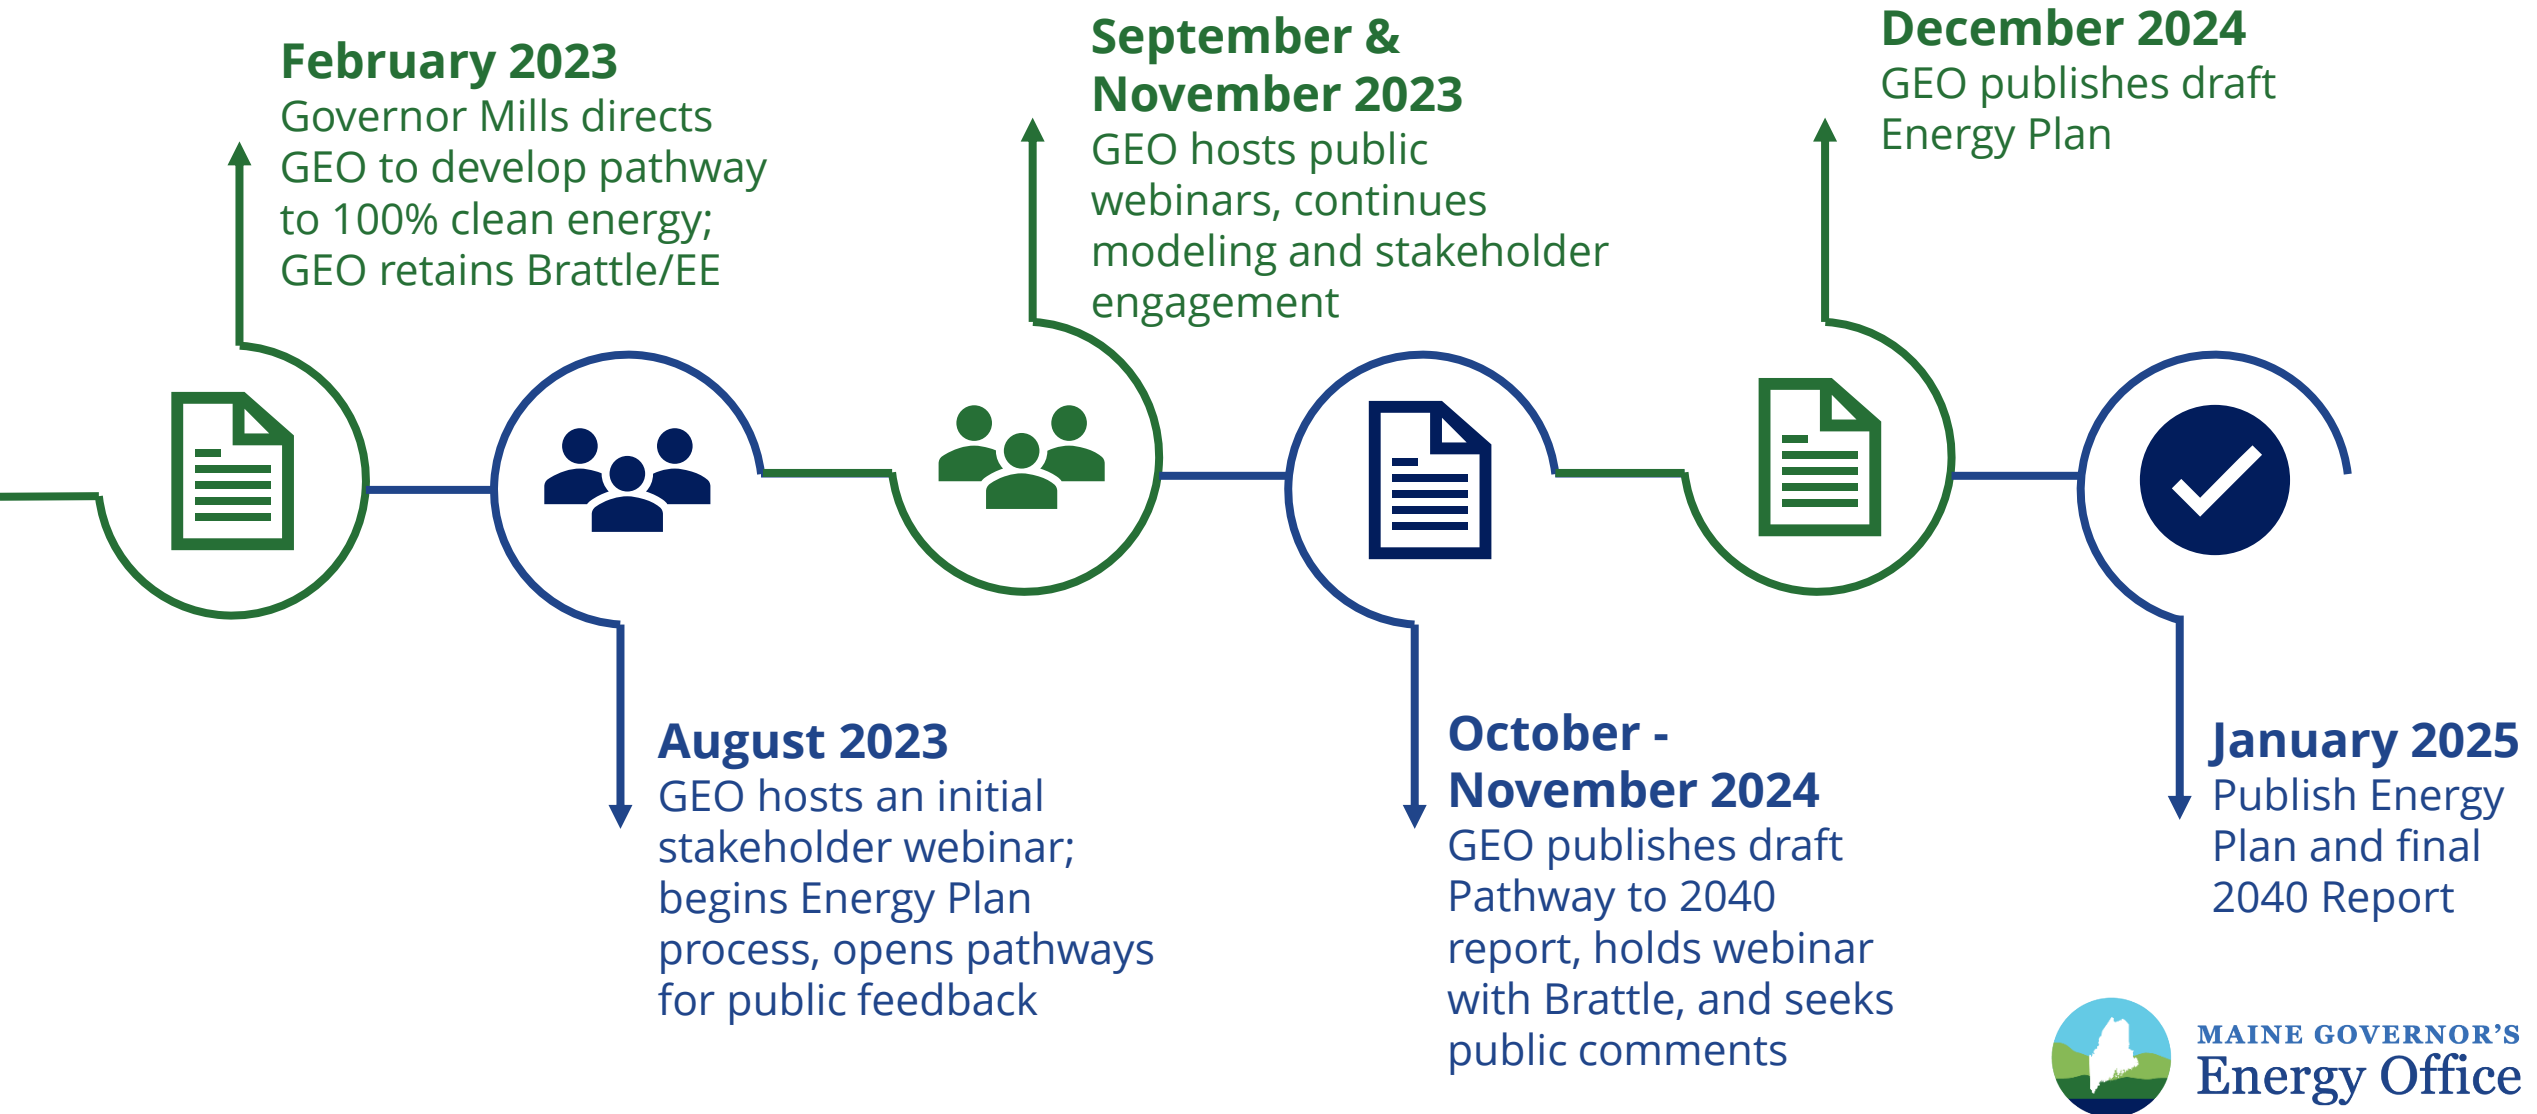 February 2023
Governor Mills directs
GEO to develop pathway
to 100% clean energy;
GEO retains Brattle/EE
August 2023
GEO hosts an initial
stakeholder webinar;
begins Energy Plan
process, opens pathways
for public feedback
September &
November 2023
GEO hosts public
webinars, continues
modeling and stakeholder
engagement
October -
November 2024
GEO publishes draft
Pathway to 2040
report, holds webinar
with Brattle, and seeks
public comments
December 2024
GEO publishes draft
Energy Plan
January 2025
Publish Energy
Plan and final
2040 Report
MAINE GOVERNOR'S
Energy Office